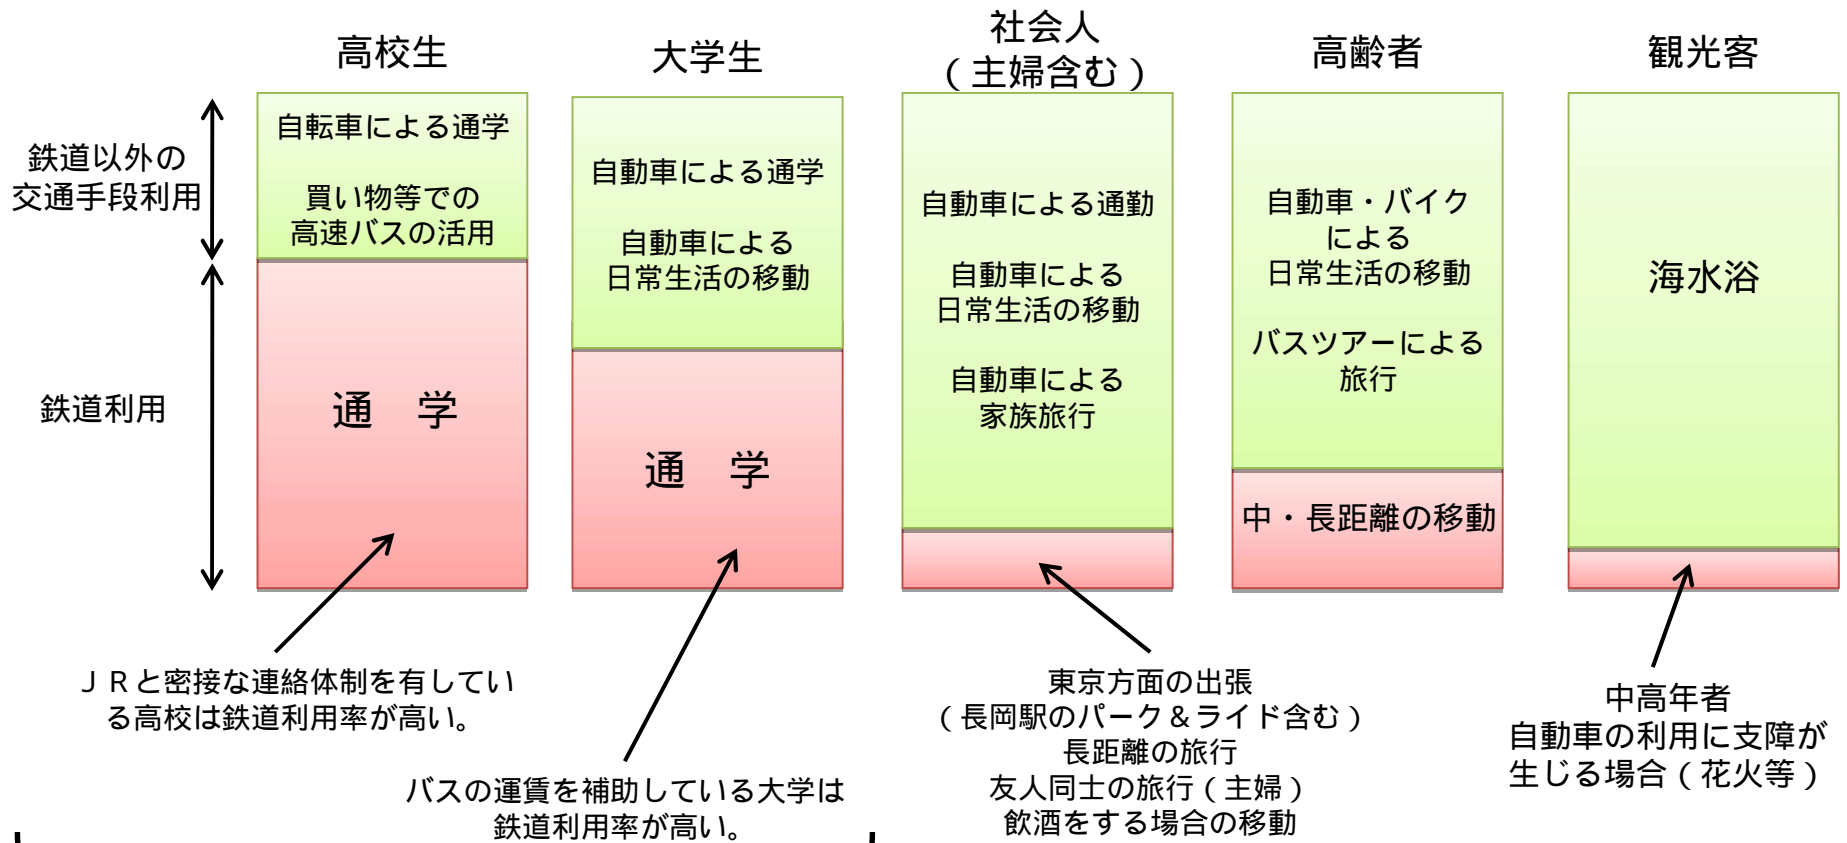 高校生
大学生
社会人
（主婦含む）
高齢者
観光客
鉄道以外の
交通手段利用
鉄道利用
自転車による通学
買い物等での
高速バスの活用
通　学
自動車による通学
自動車による
日常生活の移動
通　学
自動車による通勤
自動車による
日常生活の移動
自動車による
家族旅行
自動車・バイク
による
日常生活の移動
バスツアーによる
旅行
中・長距離の移動
海水浴
ＪＲと密接な連絡体制を有してい
る高校は鉄道利用率が高い。
バスの運賃を補助している大学は
鉄道利用率が高い。
東京方面の出張
（長岡駅のパーク＆ライド含む）
長距離の旅行
友人同士の旅行（主婦）
飲酒をする場合の移動
中高年者
自動車の利用に支障が
生じる場合（花火等）